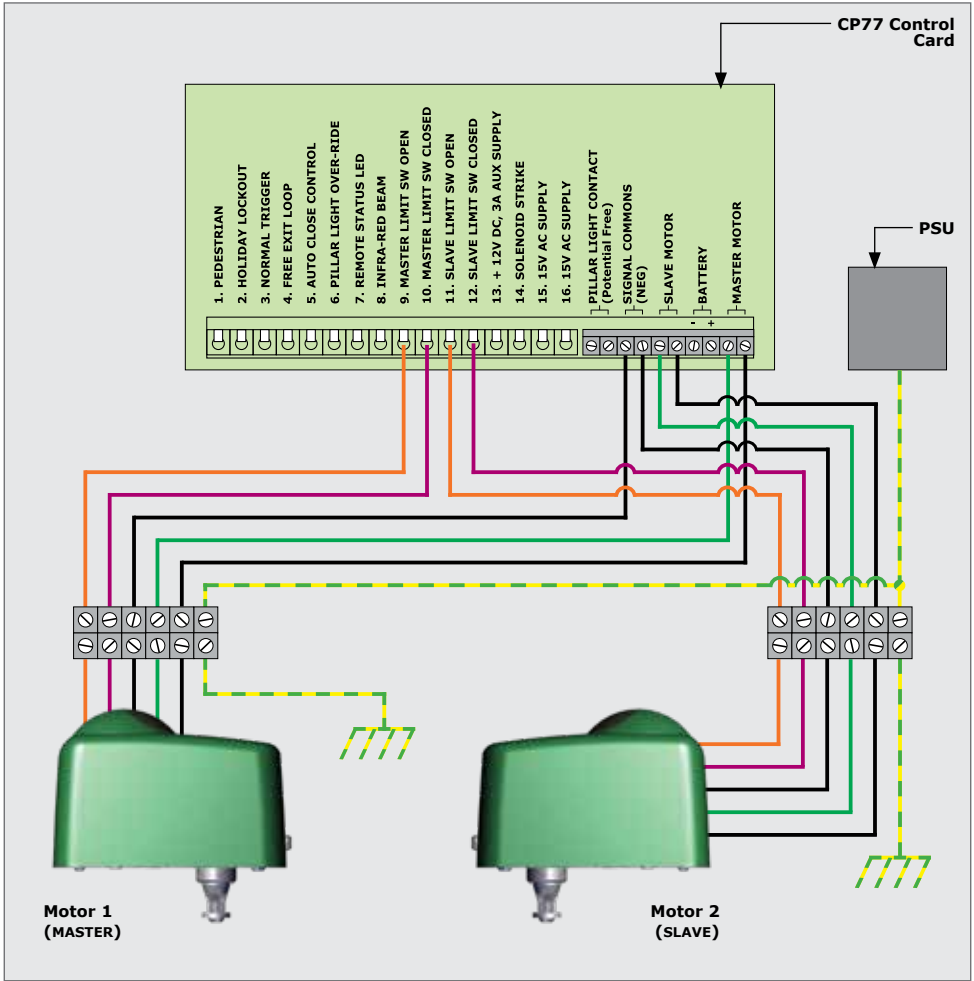 CP77 Control
Card
1. PEDESTRIAN
2. HOLIDAY LOCKOUT
3. NORMAL TRIGGER
4. FREE EXIT LOOP
5. AUTO CLOSE CONTROL
6. PILLAR LIGHT OVER-RIDE
7. REMOTE STATUS LED
8. INFRA-RED BEAM
9. MASTER LIMIT SW OPEN
10. MASTER LIMIT SW CLOSED
11. SLAVE LIMIT SW OPEN
12. SLAVE LIMIT SW CLOSED
13. + 12V DC, 3A AUX SUPPLY
14. SOLENOID STRIKE
15. 15V AC SUPPLY
16. 15V AC SUPPLY
PILLAR LIGHT CONTACT
(Potential Free)
SIGNAL COMMONS
(NEG)
SLAVE MOTOR
BATTERY
- +
MASTER MOTOR
PSU
Motor 1
(MASTER)
Motor 2
(SLAVE)